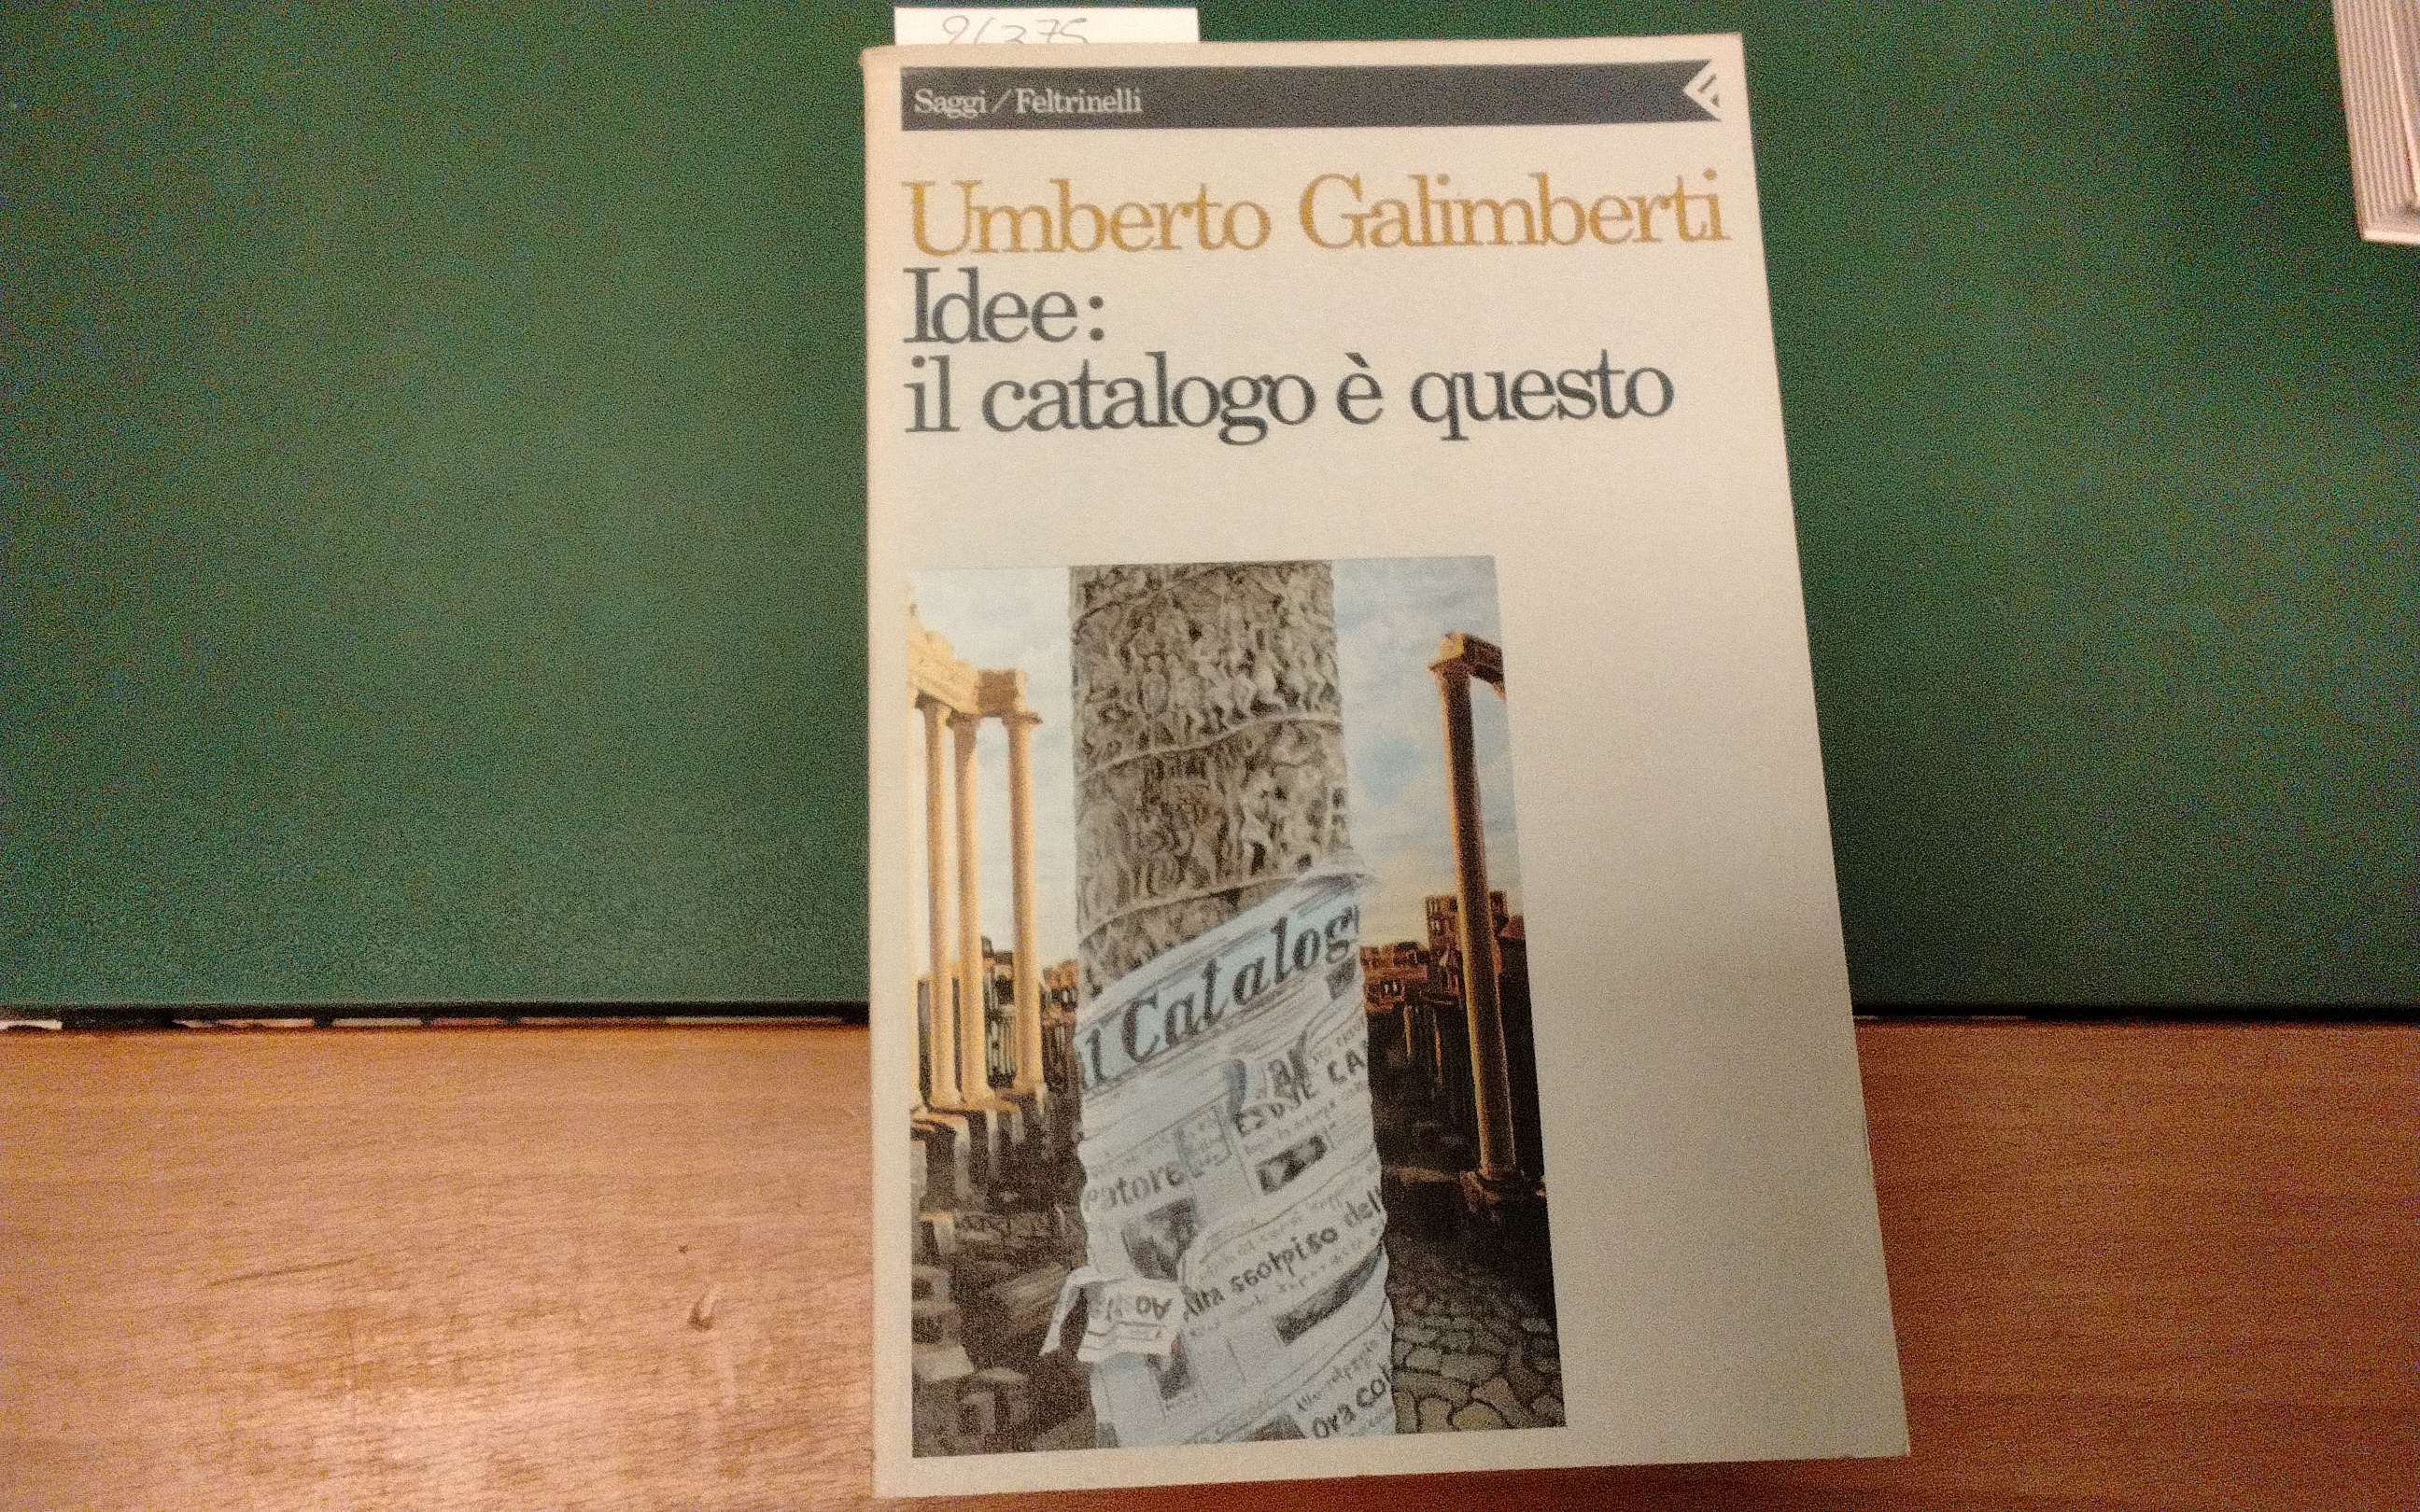 Saggi/Feltrinelli
Umberto Galimberti
Idee:
il catalogo è questo
il Catalog